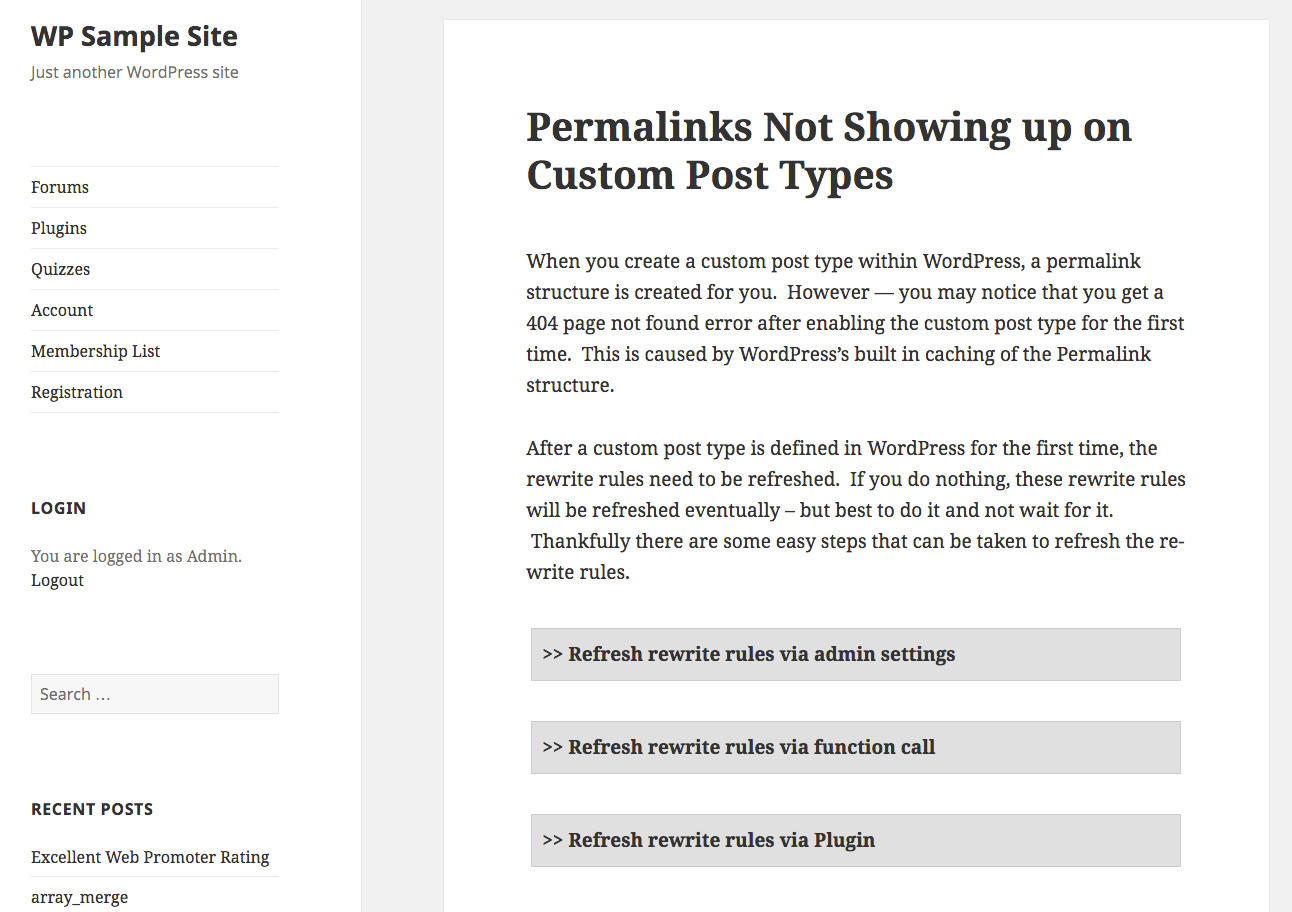 WP Sample Site
Just another WordPress site
Forums
Plugins
Quizzes
Account
Membership List
Registration
LOGIN
You are logged in as Admin.
Logout
Search …
RECENT POSTS
Excellent Web Promoter Rating
array_merge
Permalinks Not Showing up on
Custom Post Types
When you create a custom post type within WordPress, a permalink
structure is created for you.  However — you may notice that you get a
404 page not found error after enabling the custom post type for the first
time.  This is caused by WordPress’s built in caching of the Permalink
structure.
After a custom post type is defined in WordPress for the first time, the
rewrite rules need to be refreshed.  If you do nothing, these rewrite rules
will be refreshed eventually – but best to do it and not wait for it.
Thankfully there are some easy steps that can be taken to refresh the re-
write rules.
>> Refresh rewrite rules via admin settings
>> Refresh rewrite rules via function call
>> Refresh rewrite rules via Plugin